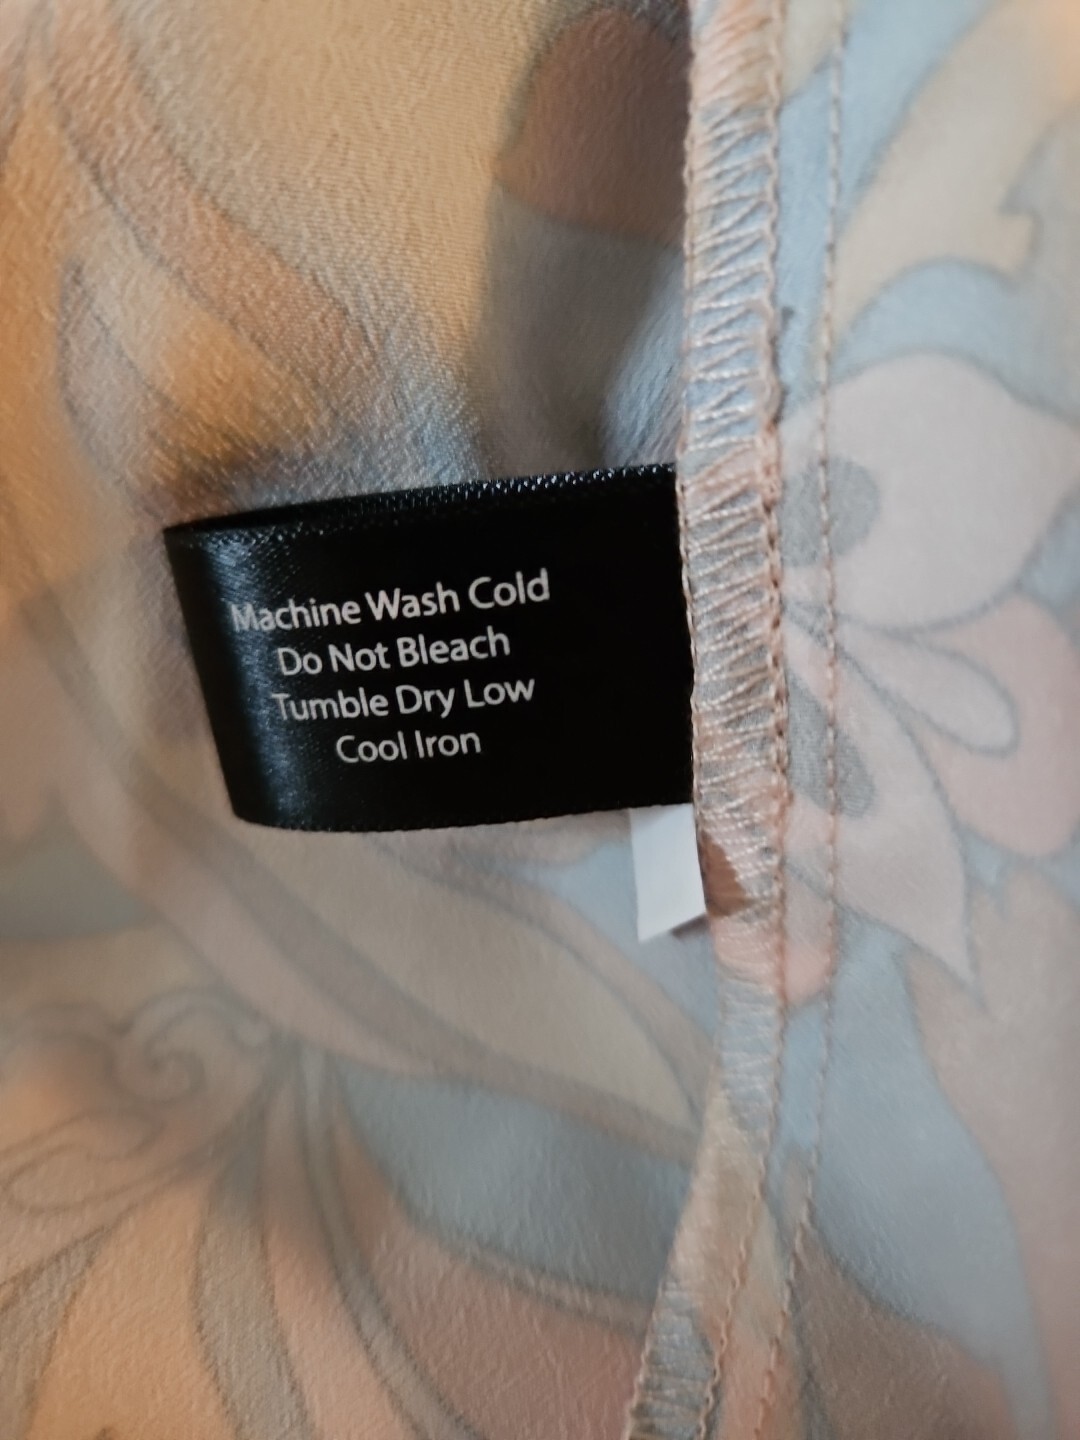 Machine Wash Cold
Do Not Bleach
Tumble Dry Low
Cool Iron